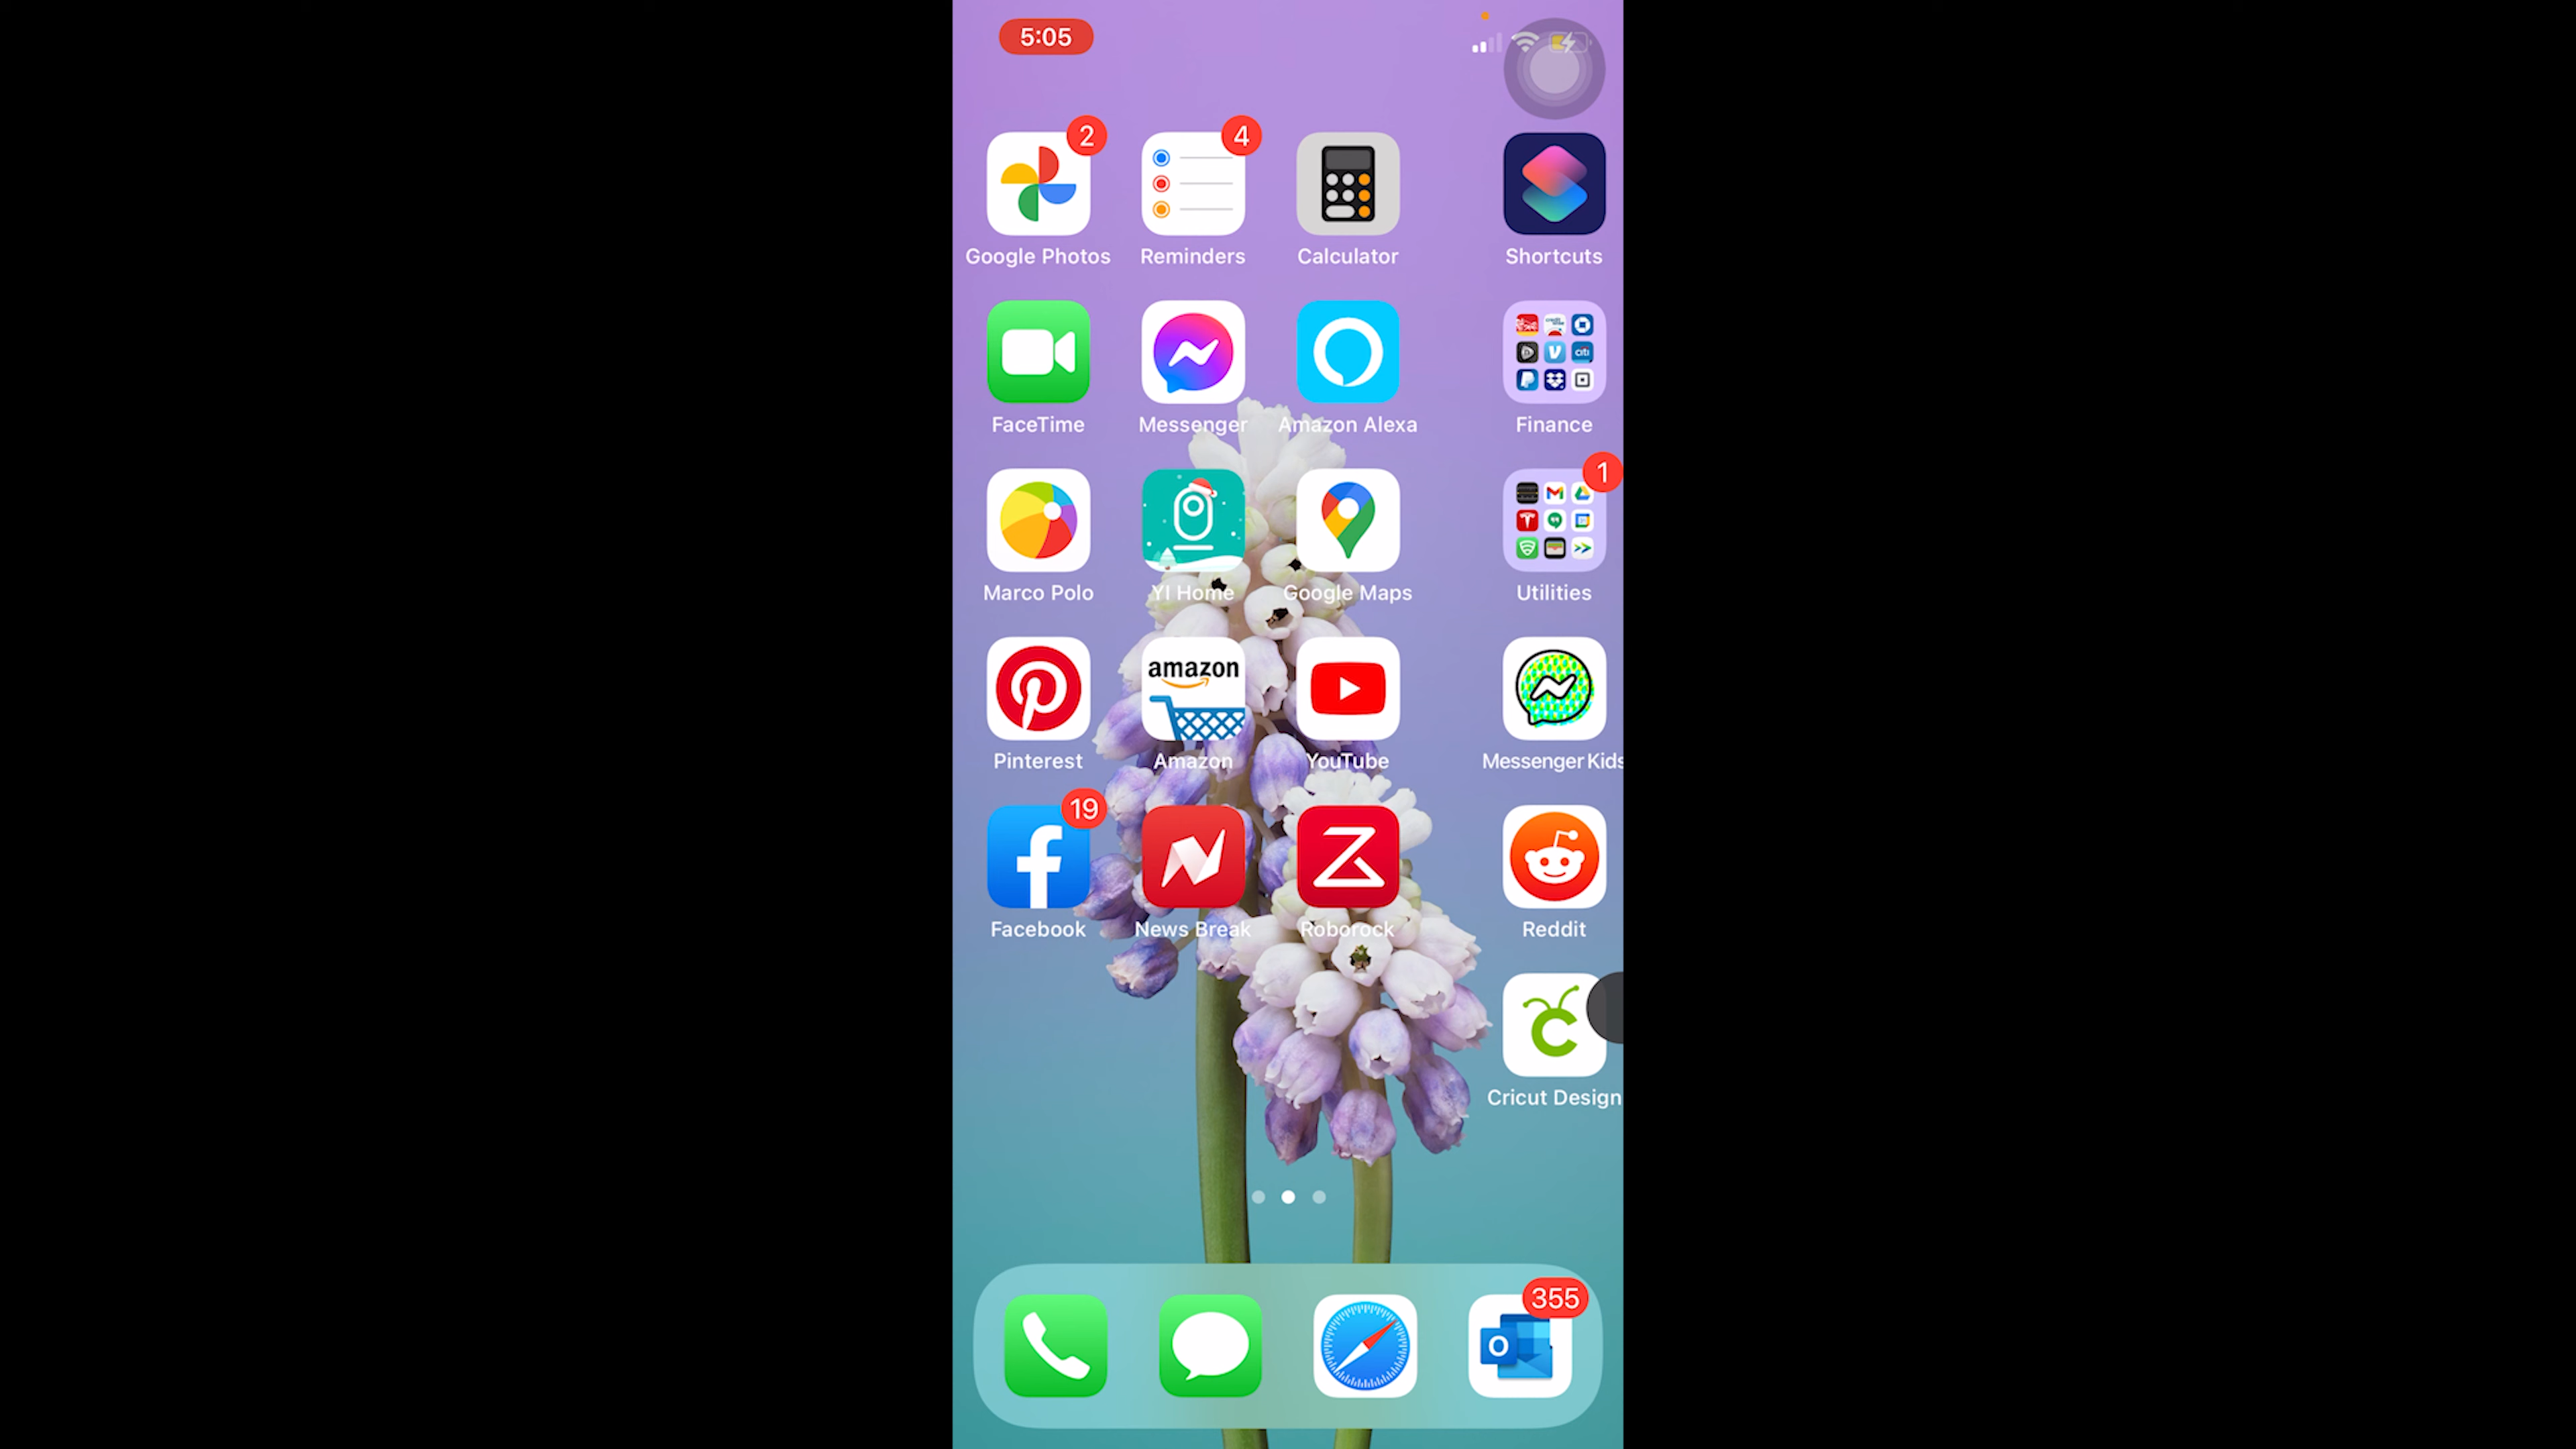 5:05
2
4
Google Photos Reminders Calculator Shortcuts
citi
FaceTime Messenger Amazon Alexa Finance
1
Marco Polo YI Home Google Maps Utilities
amazon
Pinterest Amazon YouTube Messenger Kids
19
Facebook News Break Roborock Reddit
Cricut Design
355